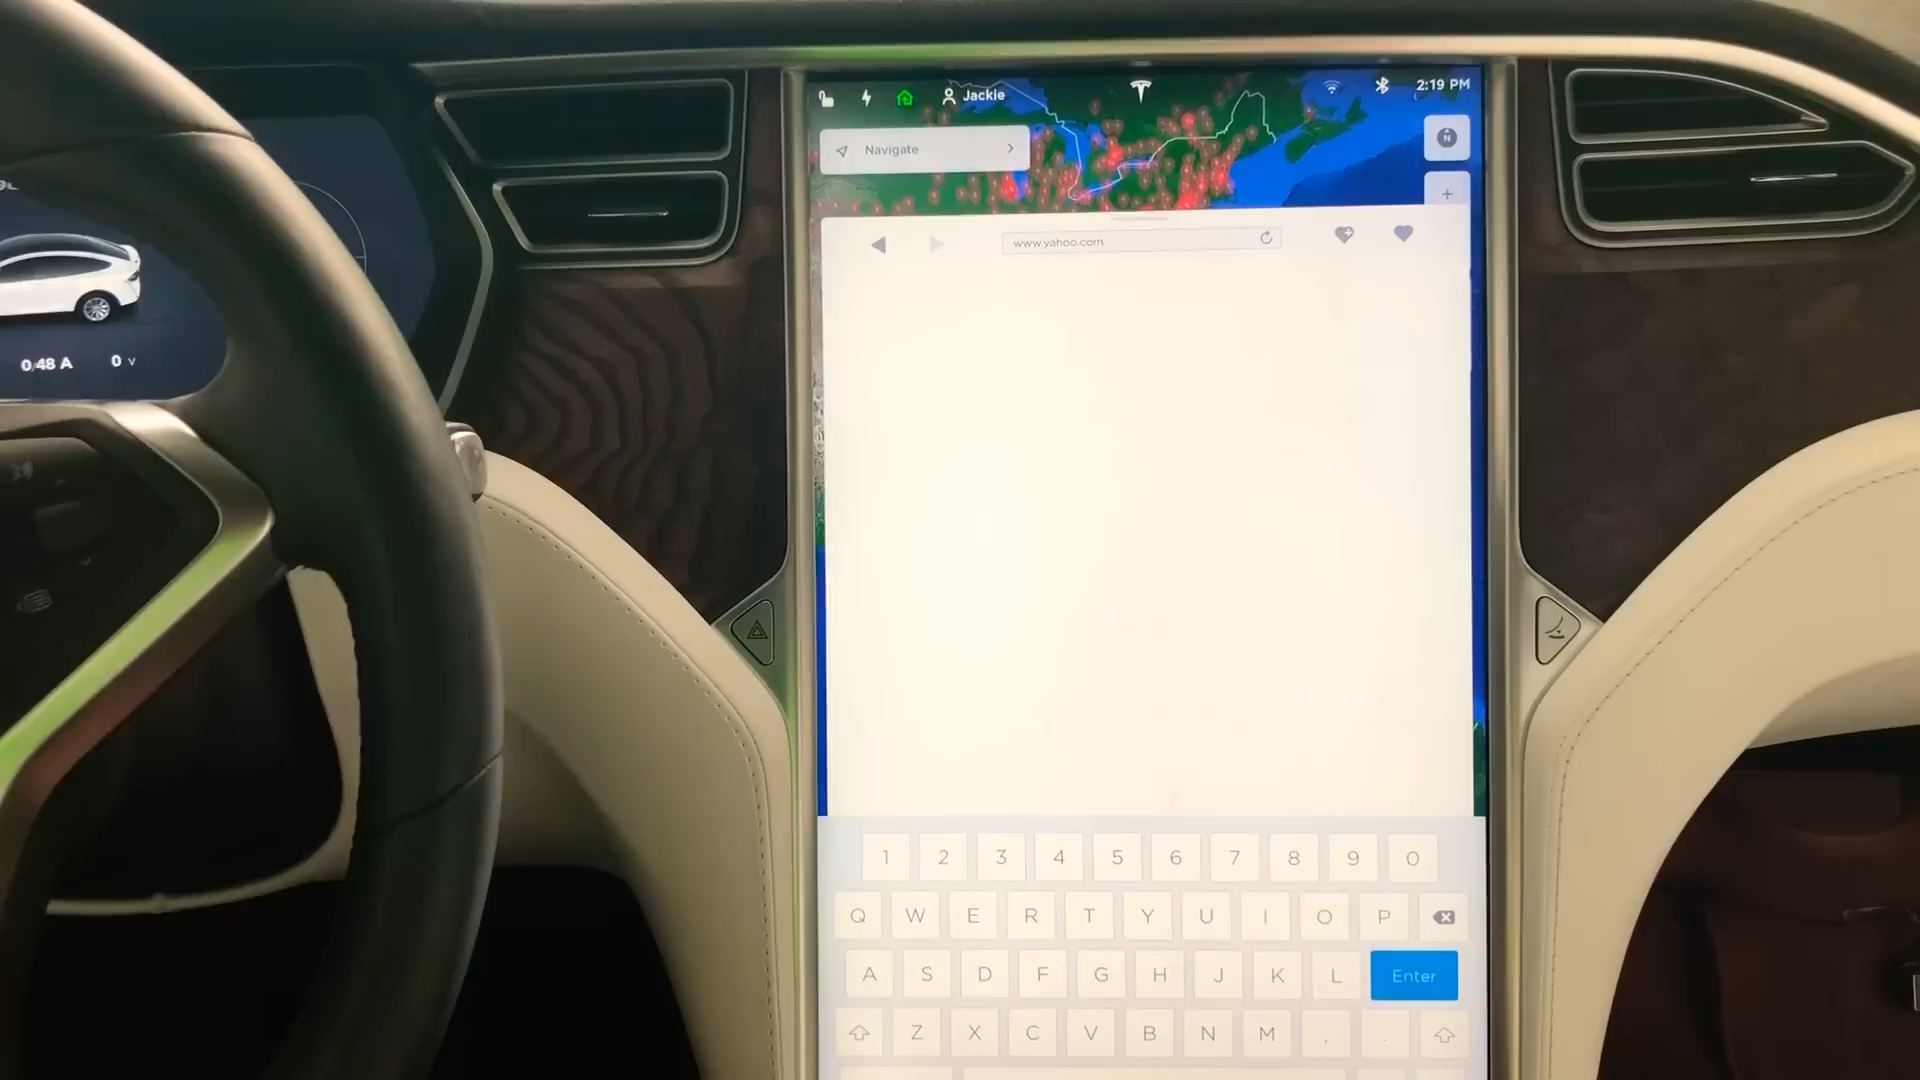 Jackie
2:19 PM
Navigate
N
+
www.yahoo.com
0/48 A
0 V
1 2 3 4 5 6 7 8 9 0
Q W E R T Y U I O P
A S D F G H J K L Enter
Z X C V B N M , .